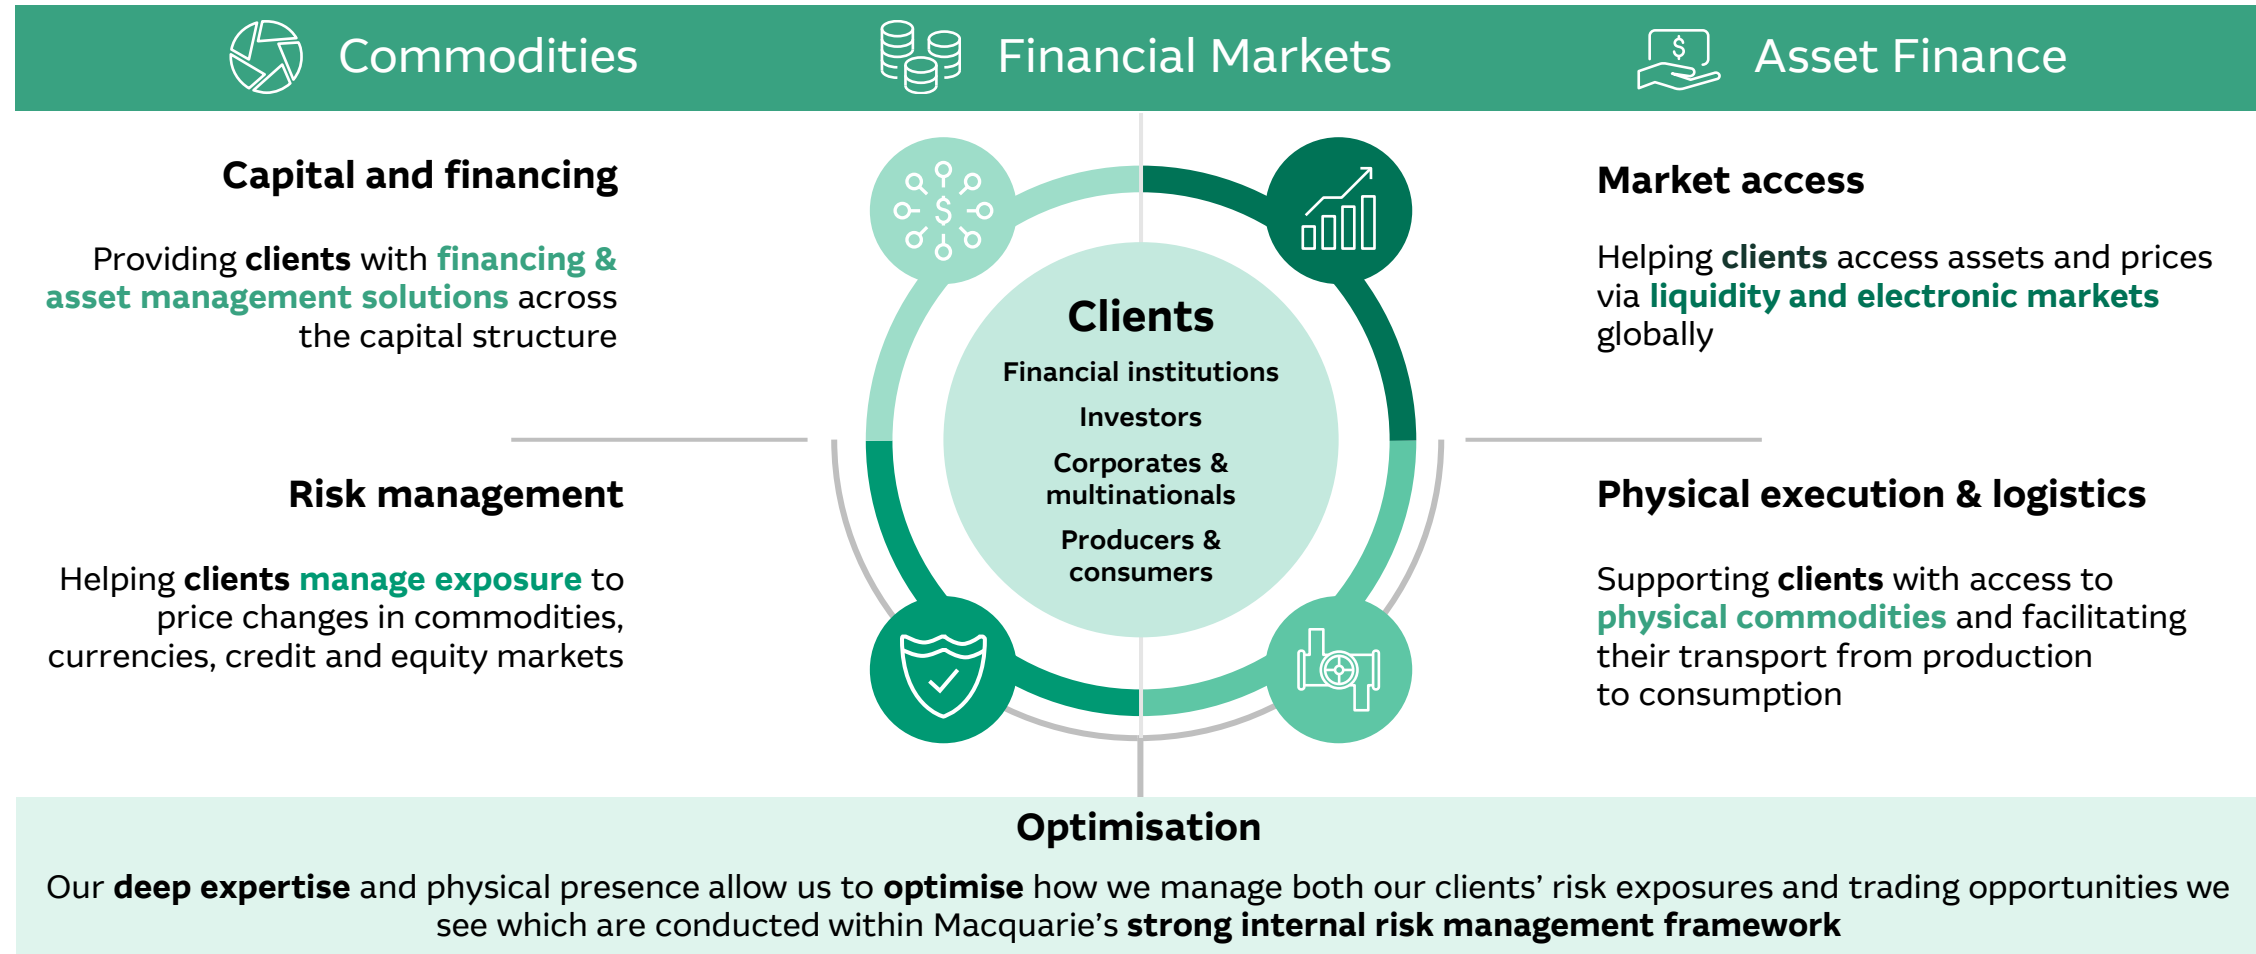 Commodities
Financial Markets
Asset Finance
Capital and financing
Providing clients with financing &
asset management solutions across
the capital structure
Market access
Helping clients access assets and prices
via liquidity and electronic markets
globally
Clients
Financial institutions
Investors
Corporates &
multinationals
Producers &
consumers
Risk management
Helping clients manage exposure to
price changes in commodities,
currencies, credit and equity markets
Physical execution & logistics
Supporting clients with access to
physical commodities and facilitating
their transport from production
to consumption
Optimisation
Our deep expertise and physical presence allow us to optimise how we manage both our clients’ risk exposures and trading opportunities we
see which are conducted within Macquarie’s strong internal risk management framework